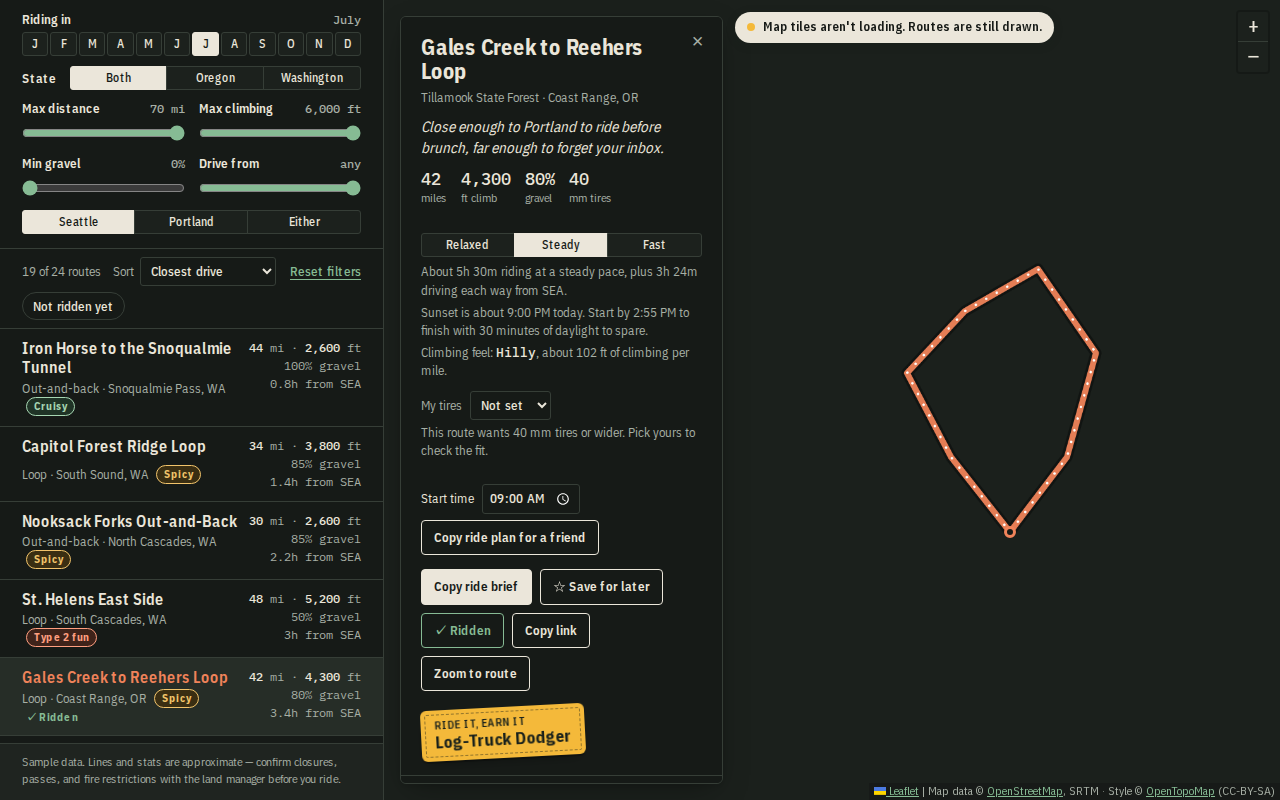 Riding in July
J F M A M J J A S O N D
State Both Oregon Washington
Max distance 70 mi Max climbing 6,000 ft
Min gravel 0% Drive from any
Seattle Portland Either
19 of 24 routes Sort Closest drive Reset filters
Not ridden yet
Iron Horse to the Snoqualmie
Tunnel
44 mi · 2,600 ft
100% gravel
0.8h from SEA
Out-and-back · Snoqualmie Pass, WA
Cruisy
Capitol Forest Ridge Loop
34 mi · 3,800 ft
85% gravel
1.4h from SEA
Loop · South Sound, WA Spicy
Nooksack Forks Out-and-Back
30 mi · 2,600 ft
85% gravel
2.2h from SEA
Out-and-back · North Cascades, WA
Spicy
St. Helens East Side
48 mi · 5,200 ft
50% gravel
3h from SEA
Loop · South Cascades, WA
Type 2 fun
Gales Creek to Reehers Loop
42 mi · 4,300 ft
80% gravel
3.4h from SEA
Loop · Coast Range, OR Spicy
✓ Ridden
Sample data. Lines and stats are approximate — confirm closures,
passes, and fire restrictions with the land manager before you ride.
Gales Creek to Reehers
Loop
✕
Tillamook State Forest · Coast Range, OR
Close enough to Portland to ride before
brunch, far enough to forget your inbox.
42 4,300 80% 40
miles ft climb gravel mm tires
Relaxed Steady Fast
About 5h 30m riding at a steady pace, plus 3h 24m
driving each way from SEA.
Sunset is about 9:00 PM today. Start by 2:55 PM to
finish with 30 minutes of daylight to spare.
Climbing feel: Hilly, about 102 ft of climbing per
mile.
My tires Not set
This route wants 40 mm tires or wider. Pick yours to
check the fit.
Start time 09:00 AM
Copy ride plan for a friend
Copy ride brief ☆ Save for later
✓ Ridden Copy link
Zoom to route
RIDE IT, EARN IT
Log-Truck Dodger
Map tiles aren't loading. Routes are still drawn.
+
−
Leaflet | Map data © OpenStreetMap, SRTM · Style © OpenTopoMap (CC-BY-SA)